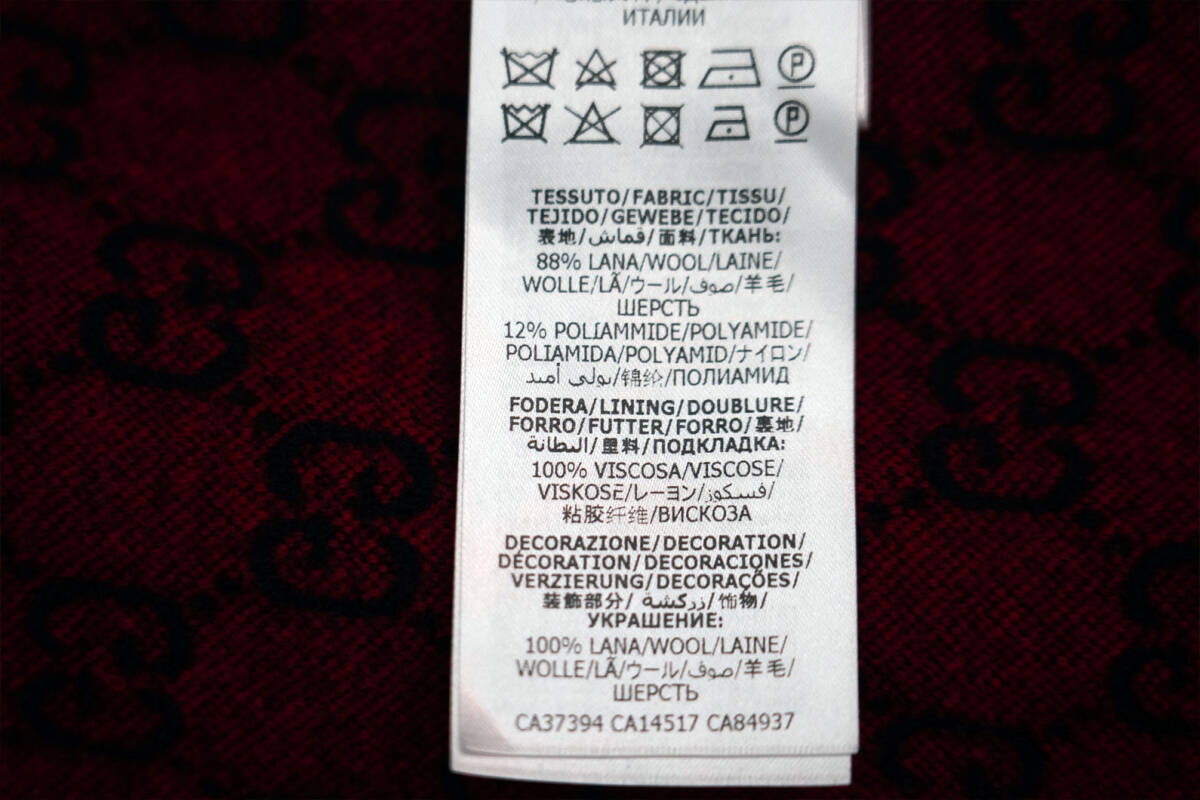 ИТАЛИИ
P
P
TESSUTO/FABRIC/TISSU/
TEJIDO/GEWEBE/TECIDO/
表地/قماش/面料/ТКАНЬ:
88% LANA/WOOL/LAINE/
WOLLE/LÃ/ウール/صوف/羊毛/
ШЕРСТЬ
12% POLIAMMIDE/POLYAMIDE/
POLIAMIDA/POLYAMID/ナイロン/
بولي أميد/锦纶/ПОЛИАМИД
FODERA/LINING/DOUBLURE/
FORRO/FUTTER/FORRO/裏地/
البطانة/里料/ПОДКЛАДКА:
100% VISCOSA/VISCOSE/
VISKOSE/レーヨン/فسكوز/
粘胶纤维/ВИСКОЗА
DECORAZIONE/DECORATION/
DÉCORATION/DECORACIONES/
VERZIERUNG/DECORAÇÕES/
装飾部分/زركشة/饰物/
УКРАШЕНИЕ:
100% LANA/WOOL/LAINE/
WOLLE/LÃ/ウール/صوف/羊毛/
ШЕРСТЬ
CA37394 CA14517 CA84937